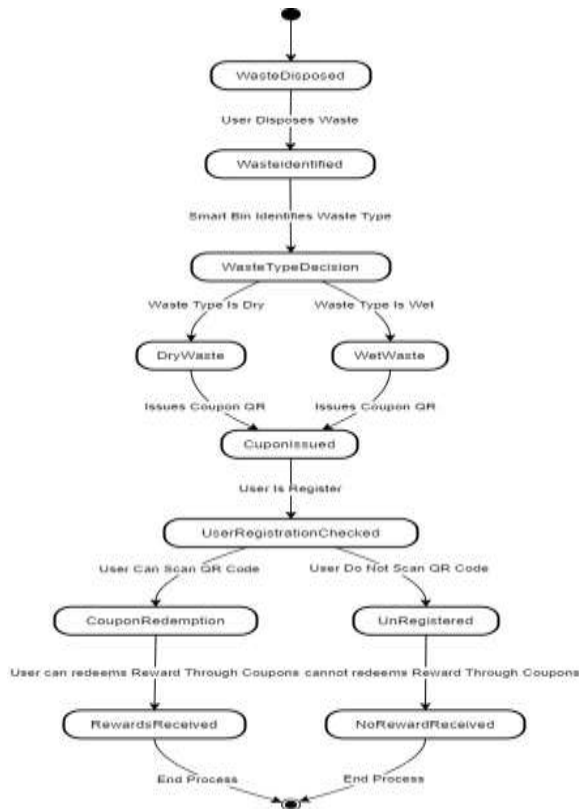 WasteDisposed
User Disposes Waste
WasteIdentified
Smart Bin Identifies Waste Type
WasteTypeDecision
Waste Type Is Dry
Waste Type Is Wet
DryWaste
WetWaste
Issues Coupon QR
Issues Coupon QR
CuponIssued
User Is Register
UserRegistrationChecked
User Can Scan QR Code
User Do Not Scan QR Code
CouponRedemption
UnRegistered
User can redeems Reward Through Coupons
cannot redeems Reward Through Coupons
RewardsReceived
NoRewardReceived
End Process
End Process